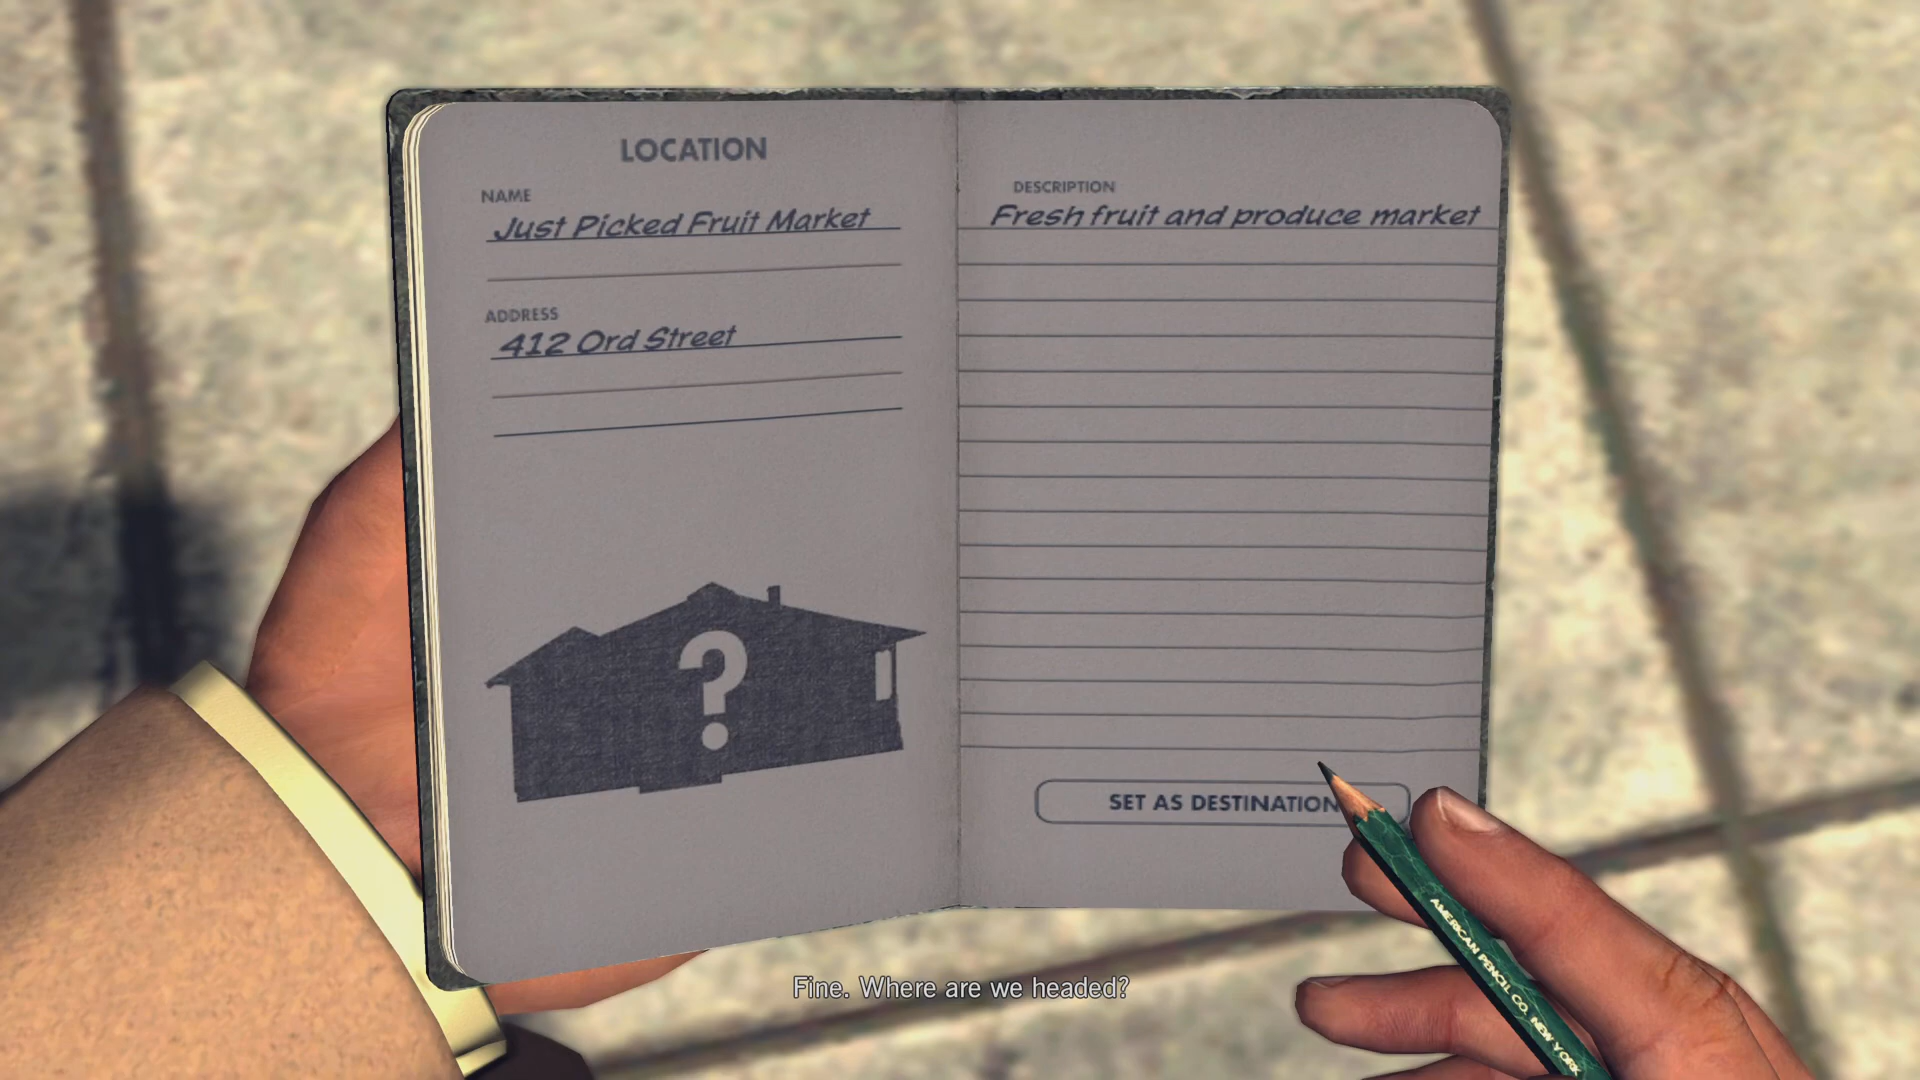 LOCATION
NAME
Just Picked Fruit Market
ADDRESS
412 Ord Street
?
DESCRIPTION
Fresh fruit and produce market
SET AS DESTINATION
AMERICAN PENCIL CO. NEW YORK
Fine. Where are we headed?